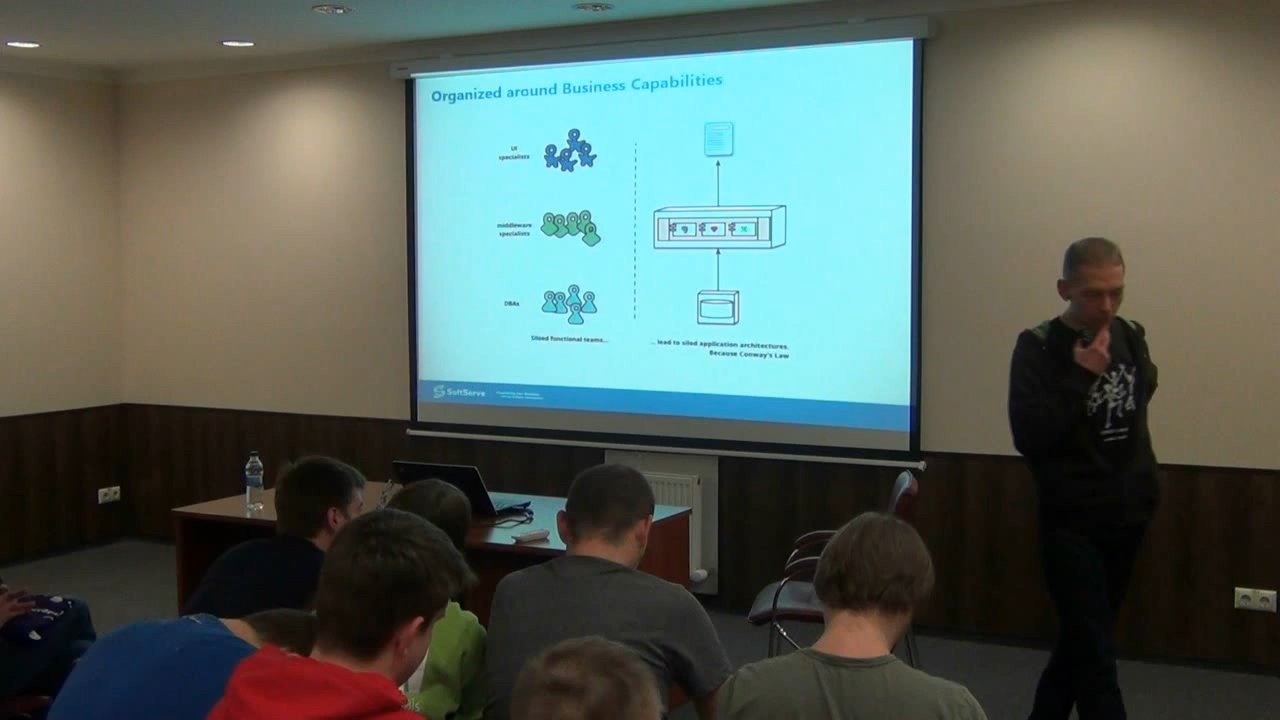 Organized around Business Capabilities
UI
specialists
middleware
specialists
DBAs
Siloed functional teams...
... lead to silod application architectures.
Because Conway's Law
SoftServe